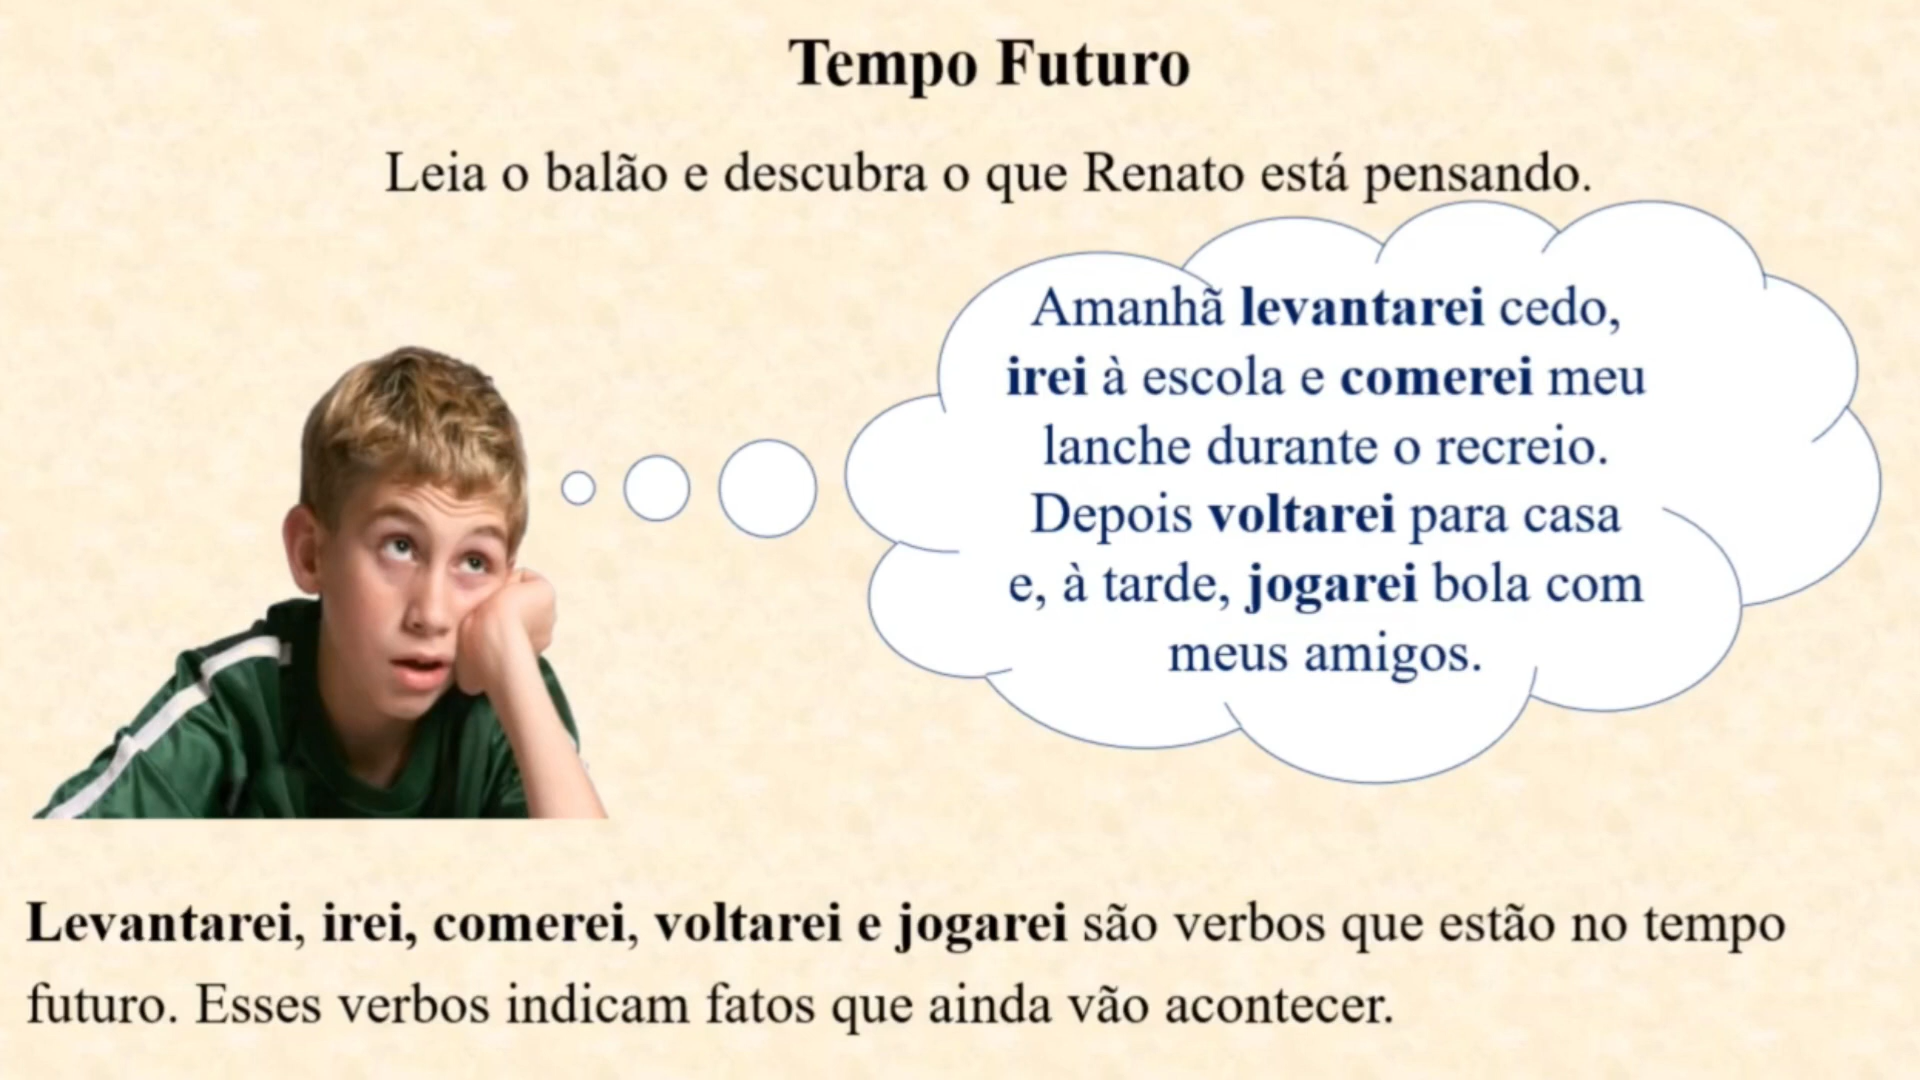 Tempo Futuro
Leia o balão e descubra o que Renato está pensando.
Amanhã levantarei cedo,
irei à escola e comerei meu
lanche durante o recreio.
Depois voltarei para casa
e, à tarde, jogarei bola com
meus amigos.
Levantarei, irei, comerei, voltarei e jogarei são verbos que estão no tempo
futuro. Esses verbos indicam fatos que ainda vão acontecer.